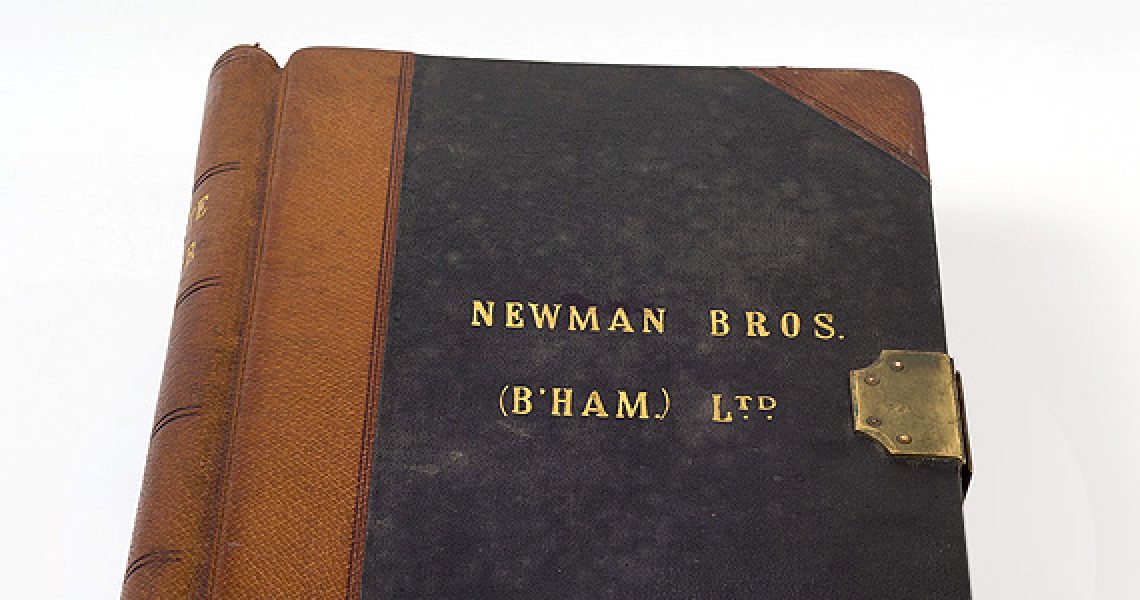 NEWMAN BROS.
(B'HAM.) LTD.